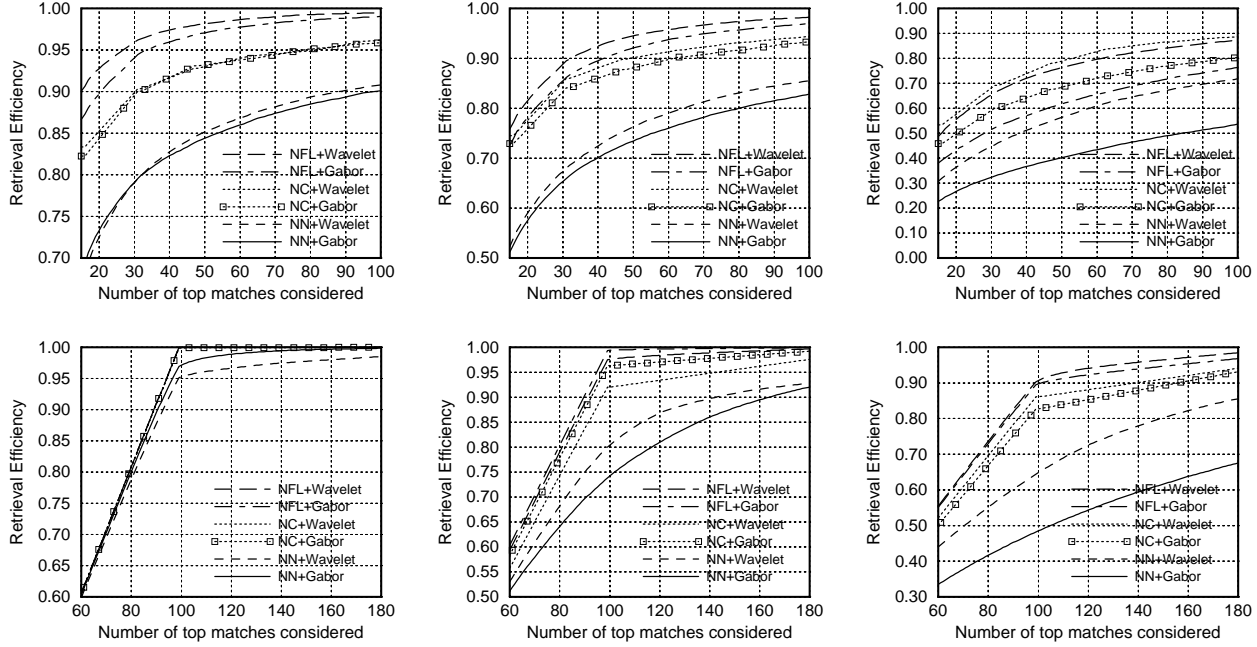 1.00
0.95
0.90
0.85
0.80
0.75
0.70
Retrieval Efficiency
NFL+Wavelet
NFL+Gabor
NC+Wavelet
NC+Gabor
NN+Wavelet
NN+Gabor
20 30 40 50 60 70 80 90 100
Number of top matches considered
1.00
0.90
0.80
0.70
0.60
0.50
Retrieval Efficiency
NFL+Wavelet
NFL+Gabor
NC+Wavelet
NC+Gabor
NN+Wavelet
NN+Gabor
20 30 40 50 60 70 80 90 100
Number of top matches considered
1.00
0.90
0.80
0.70
0.60
0.50
0.40
0.30
0.20
0.10
0.00
Retrieval Efficiency
NFL+Wavelet
NFL+Gabor
NC+Wavelet
NC+Gabor
NN+Wavelet
NN+Gabor
20 30 40 50 60 70 80 90 100
Number of top matches considered
1.00
0.95
0.90
0.85
0.80
0.75
0.70
0.65
0.60
Retrieval Efficiency
NFL+Wavelet
NFL+Gabor
NC+Wavelet
NC+Gabor
NN+Wavelet
NN+Gabor
60 80 100 120 140 160 180
Number of top matches considered
1.00
0.95
0.90
0.85
0.80
0.75
0.70
0.65
0.60
0.55
0.50
Retrieval Efficiency
NFL+Wavelet
NFL+Gabor
NC+Wavelet
NC+Gabor
NN+Wavelet
NN+Gabor
60 80 100 120 140 160 180
Number of top matches considered
1.00
0.90
0.80
0.70
0.60
0.50
0.40
0.30
Retrieval Efficiency
NFL+Wavelet
NFL+Gabor
NC+Wavelet
NC+Gabor
NN+Wavelet
NN+Gabor
60 80 100 120 140 160 180
Number of top matches considered